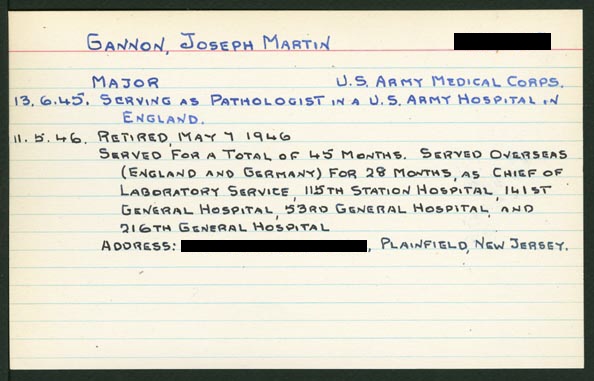 GANNON, JOSEPH MARTIN
MAJOR U.S. ARMY MEDICAL CORPS.
13.6.45. SERVING AS PATHOLOGIST IN A U.S. ARMY HOSPITAL IN
ENGLAND.
11.5.46. RETIRED, MAY 7 1946
SERVED FOR A TOTAL OF 45 MONTHS. SERVED OVERSEAS
(ENGLAND AND GERMANY) FOR 28 MONTHS, AS CHIEF OF
LABORATORY SERVICE, 115TH STATION HOSPITAL, 141ST
GENERAL HOSPITAL, 53RD GENERAL HOSPITAL, AND
216TH GENERAL HOSPITAL
ADDRESS: , PLAINFIELD, NEW JERSEY.